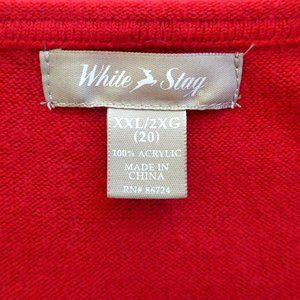 White Stag
XXL/2XG
(20)
100% ACRYLIC
MADE IN
CHINA
RN# 86724